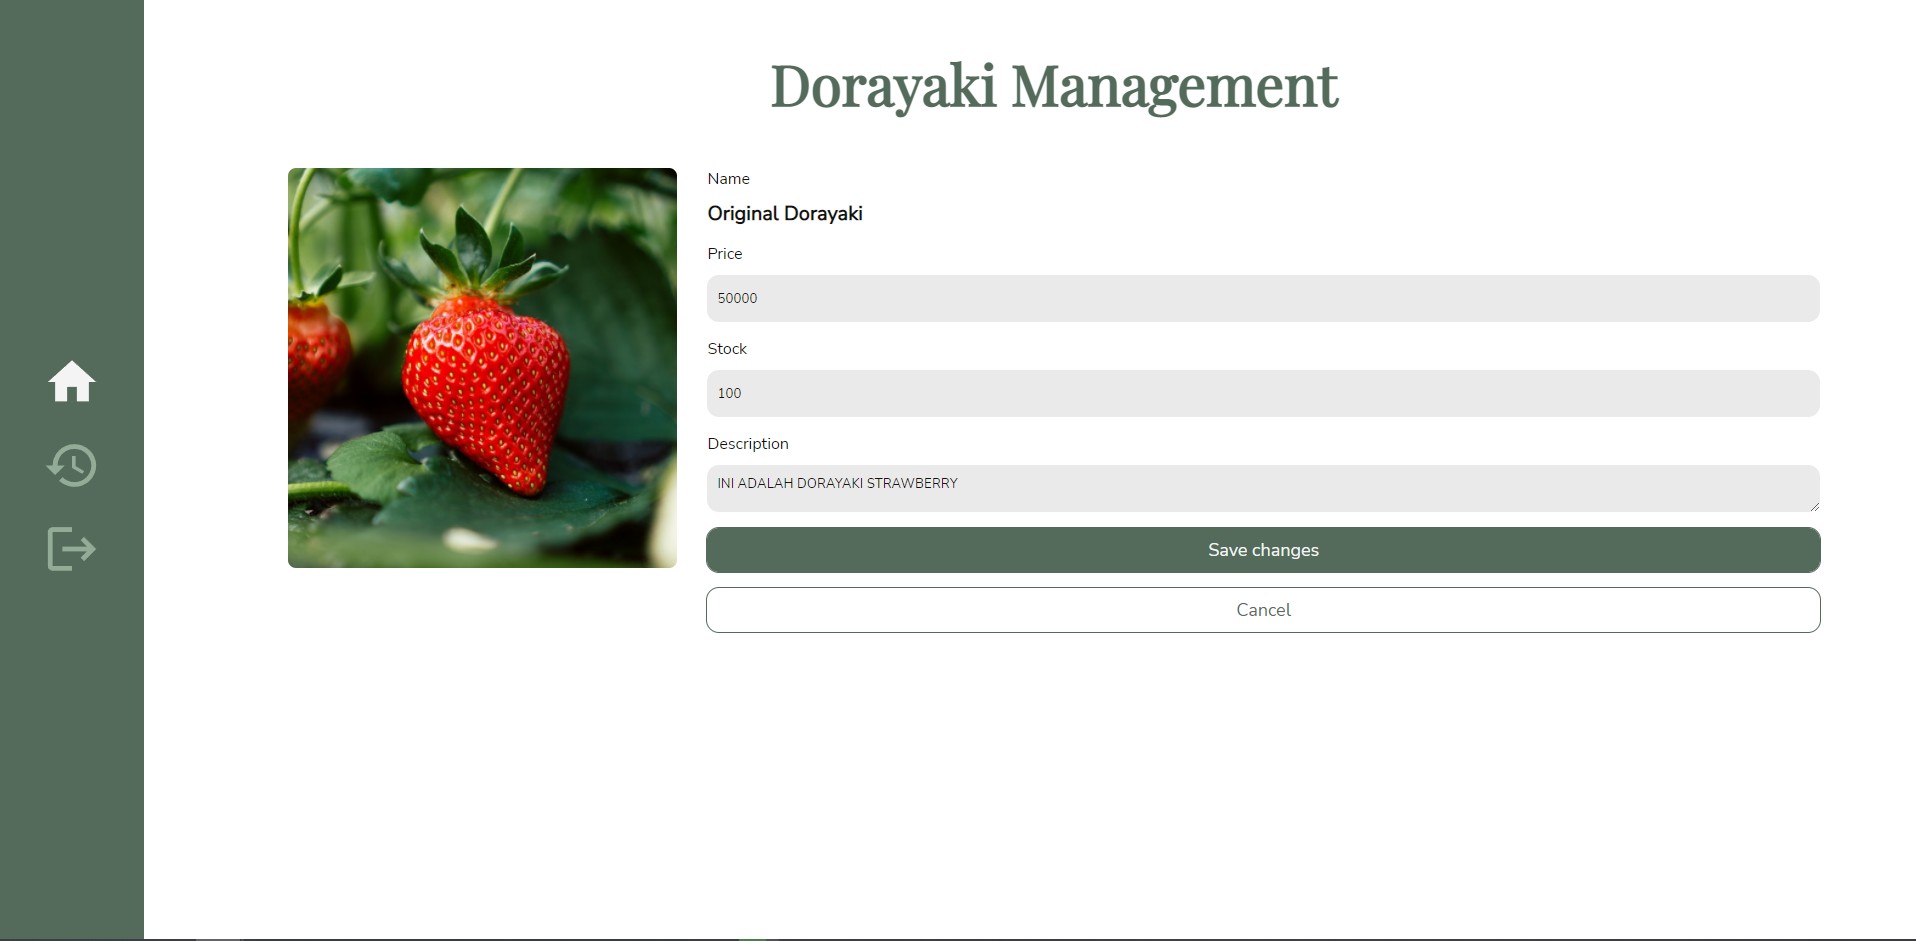 Dorayaki Management
Name
Original Dorayaki
Price
50000
Stock
100
Description
INI ADALAH DORAYAKI STRAWBERRY
Save changes
Cancel